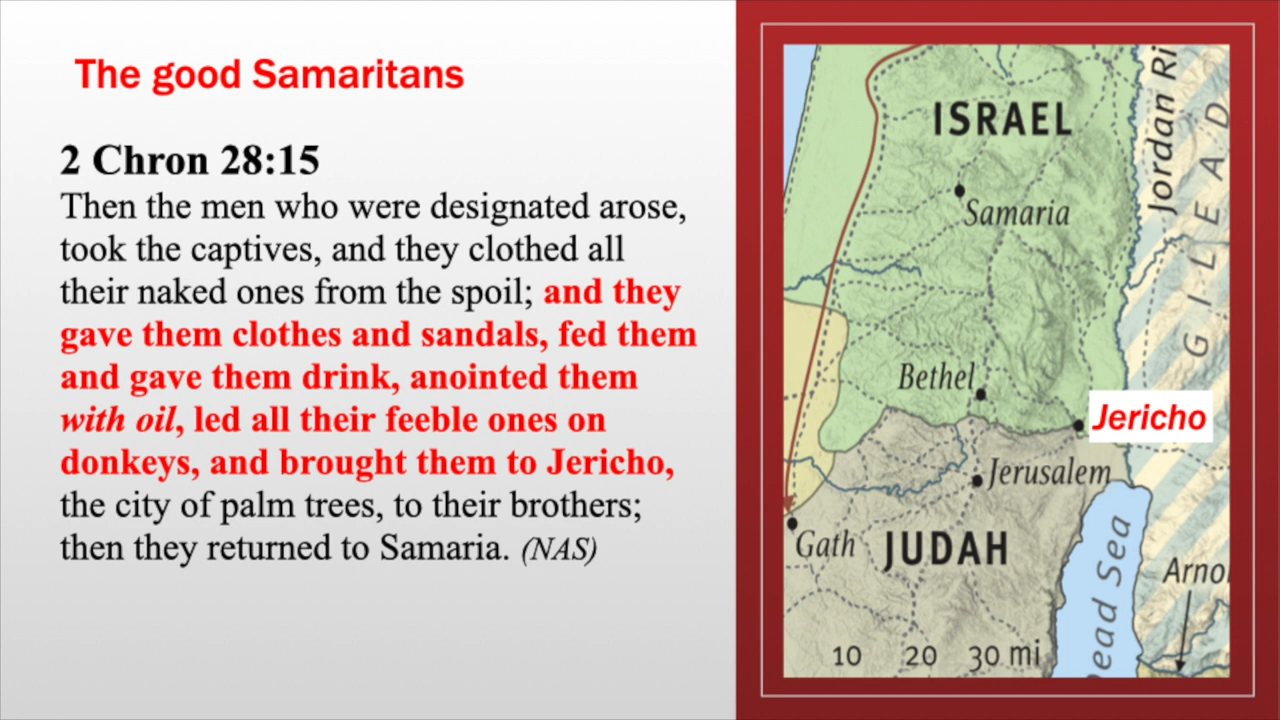 The good Samaritans
2 Chron 28:15
Then the men who were designated arose,
took the captives, and they clothed all
their naked ones from the spoil; and they
gave them clothes and sandals, fed them
and gave them drink, anointed them
with oil, led all their feeble ones on
donkeys, and brought them to Jericho,
the city of palm trees, to their brothers;
then they returned to Samaria. (NAS)
ISRAEL
Jordan Ri
GILEAD
Samaria
Bethel
Jericho
Jerusalem
Gath
JUDAH
Dead Sea
Arno
10 20 30 mi